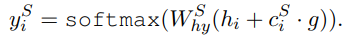 y_i^S = softmax(W_{hy}^S(h_i + c_i^S · g)).